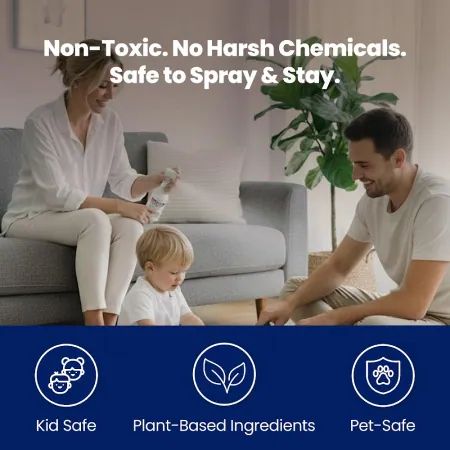 Non-Toxic. No Harsh Chemicals.
Safe to Spray & Stay.
Kid Safe
Plant-Based Ingredients
Pet-Safe